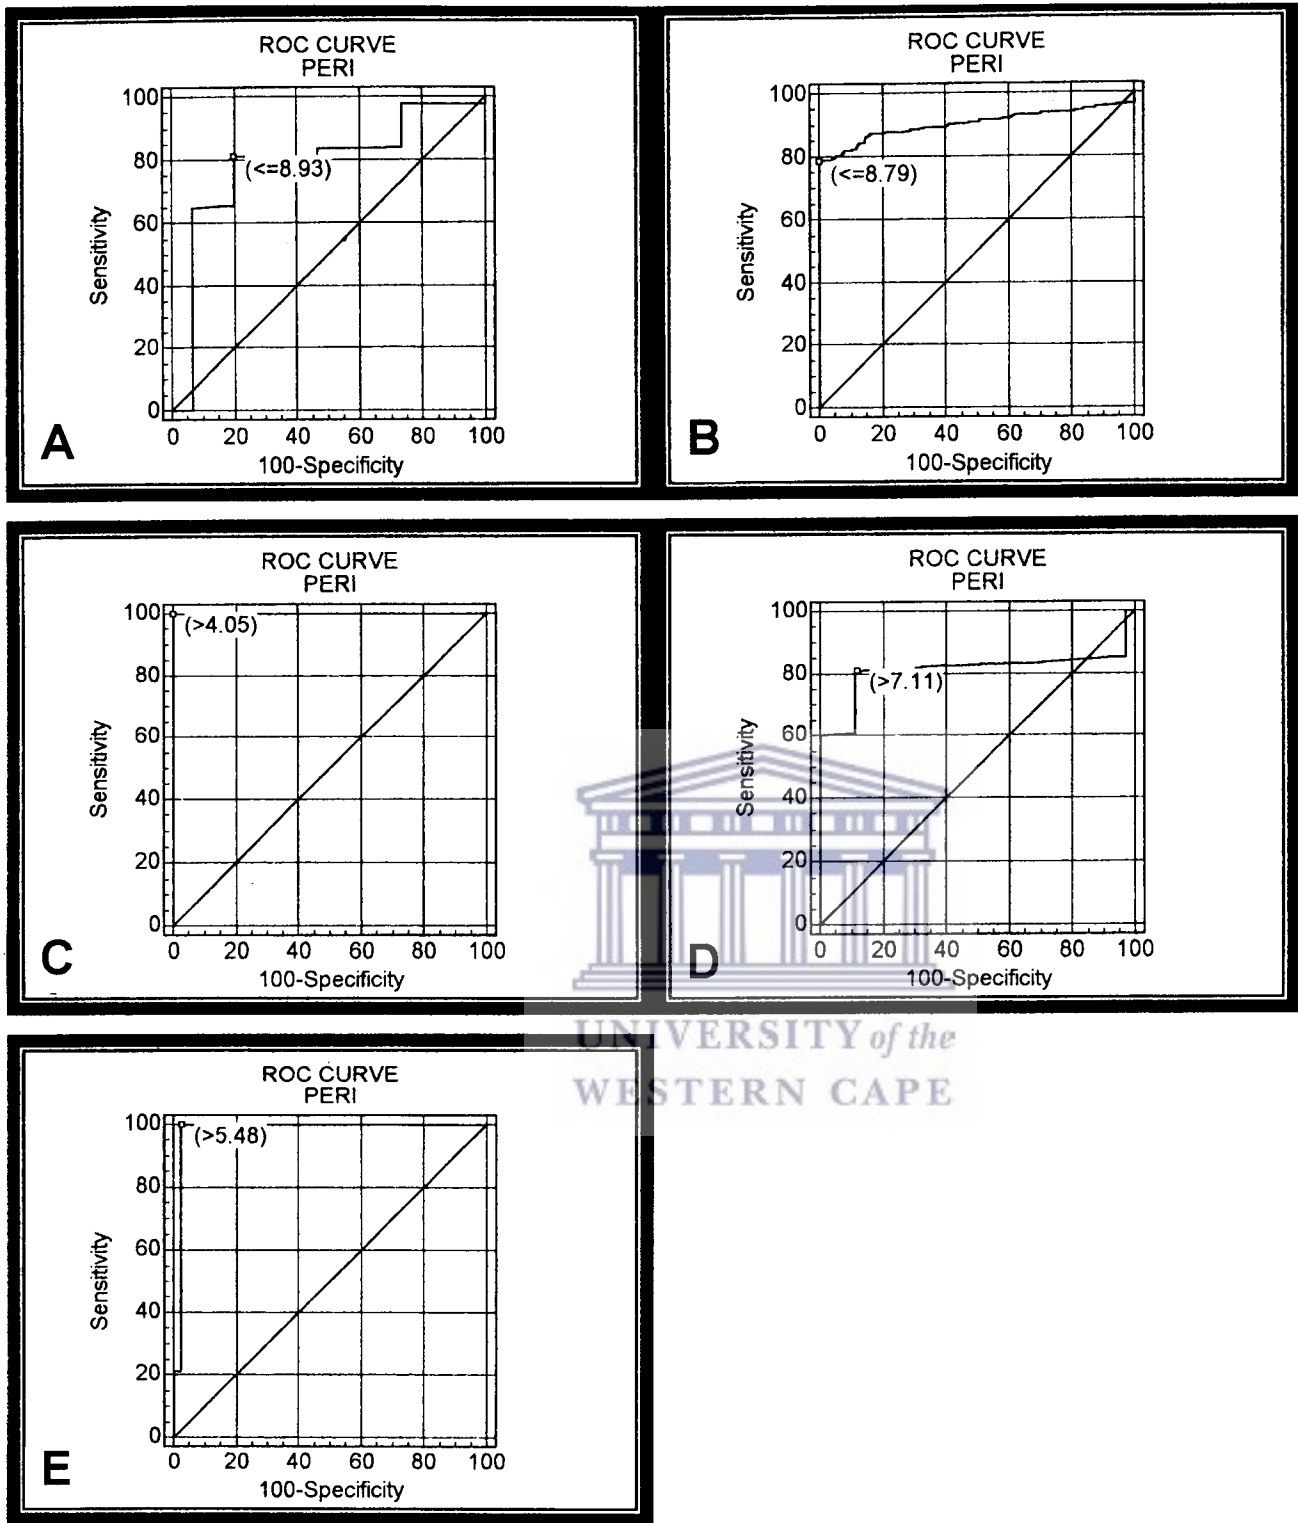 ROC CURVE
PERI
100
80
60
40
20
0
Sensitivity
(<=8.93)
0 20 40 60 80 100
100-Specificity
A
ROC CURVE
PERI
100
80
60
40
20
0
Sensitivity
(<=8.79)
0 20 40 60 80 100
100-Specificity
B
ROC CURVE
PERI
100
80
60
40
20
0
Sensitivity
(>4.05)
0 20 40 60 80 100
100-Specificity
C
ROC CURVE
PERI
100
80
60
40
20
0
Sensitivity
(>7.11)
0 20 40 60 80 100
100-Specificity
D
UNIVERSITY of the
WESTERN CAPE
ROC CURVE
PERI
100
80
60
40
20
0
Sensitivity
(>5.48)
0 20 40 60 80 100
100-Specificity
E